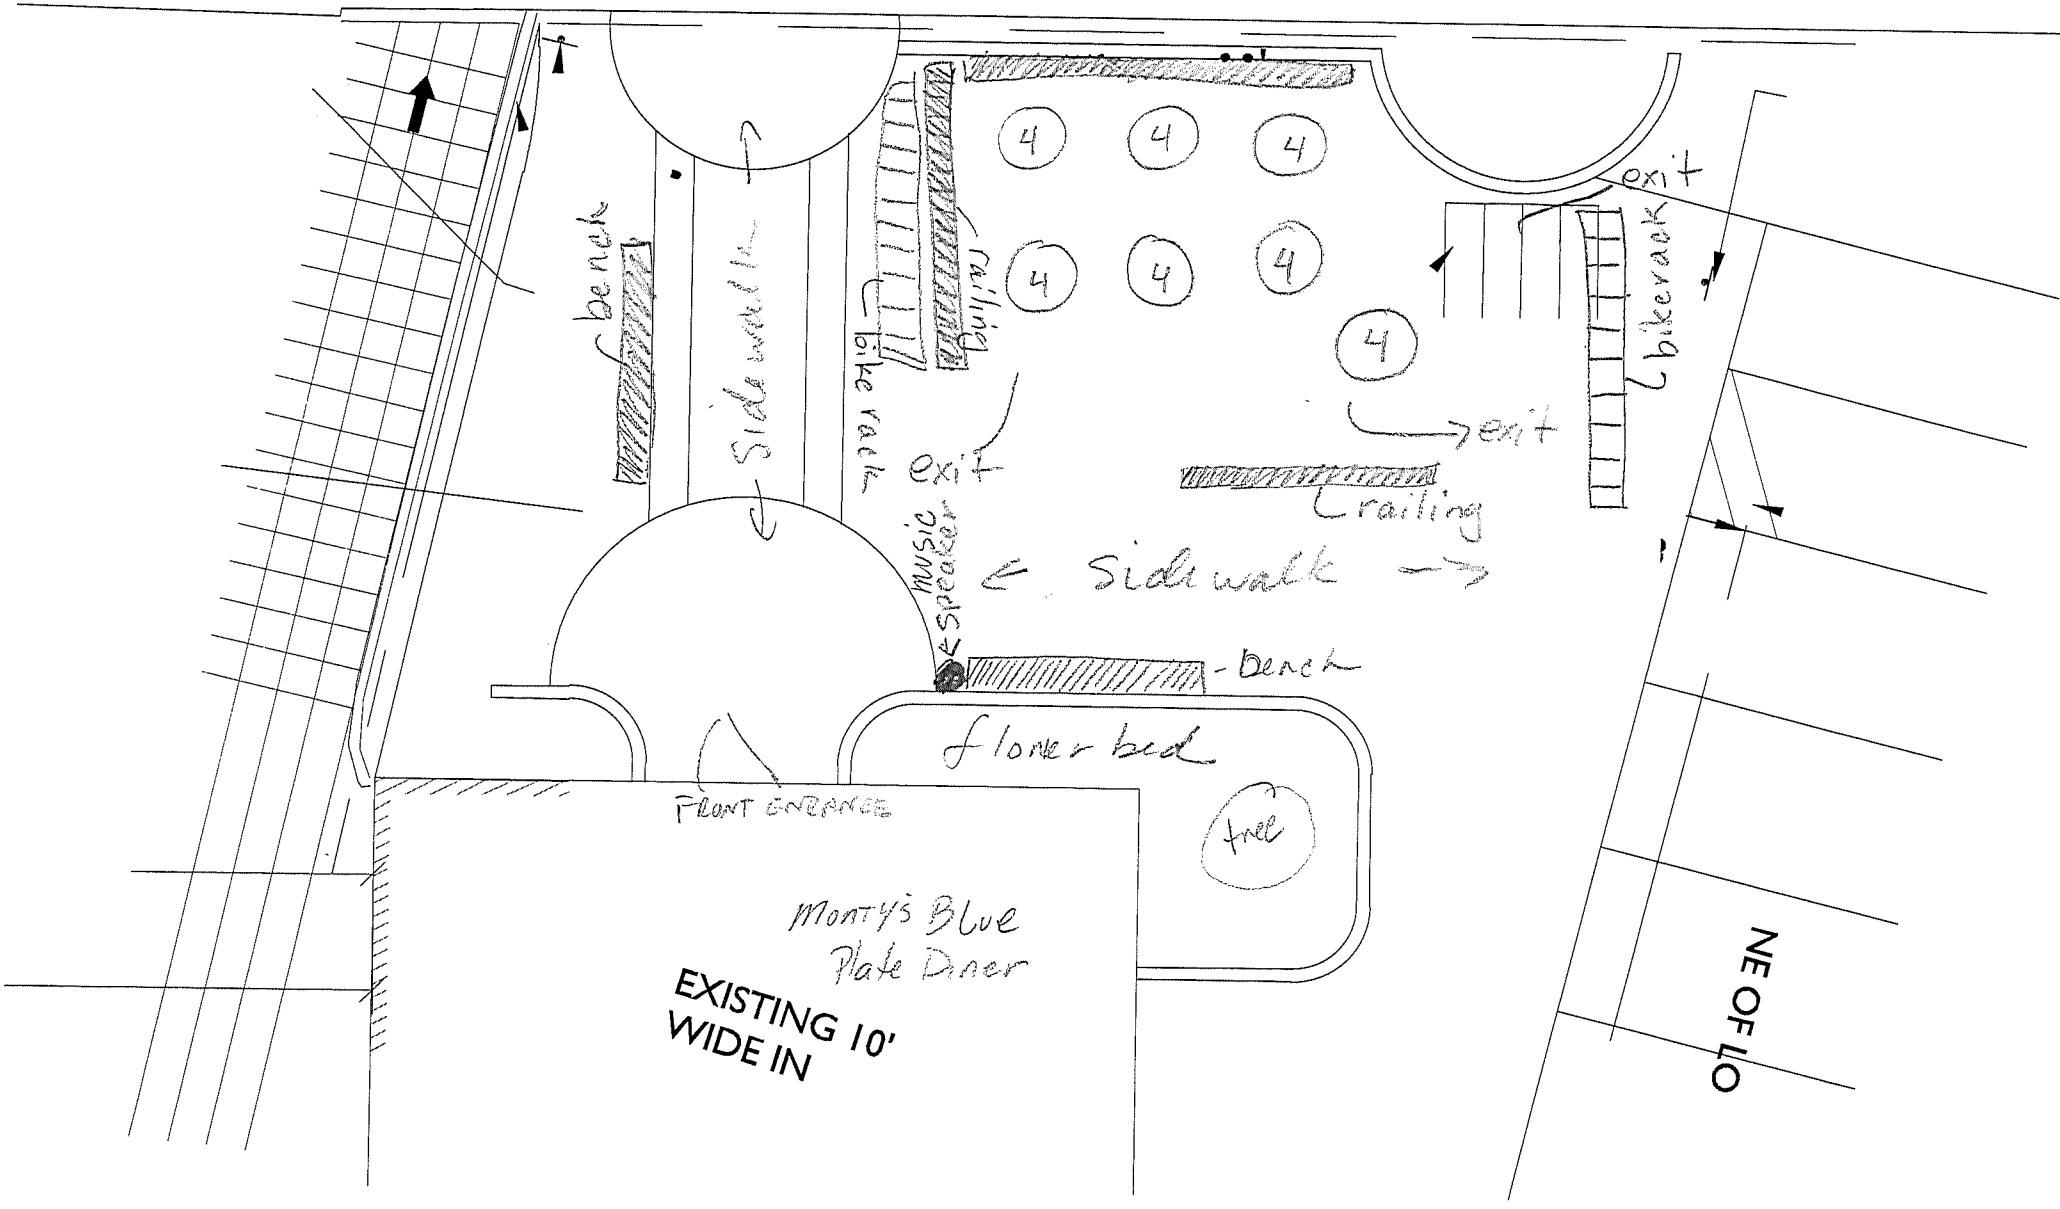 4 4 4
exit
bench
sidewalk
railing
bikerack
4 4 4
4
bike rack
exit
exit
railing
music
speaker
sidewalk
bench
flower bed
FRONT ENTRANCE
tree
Monty's Blue
Plate Diner
EXISTING 10'
WIDE IN
NE OF LO